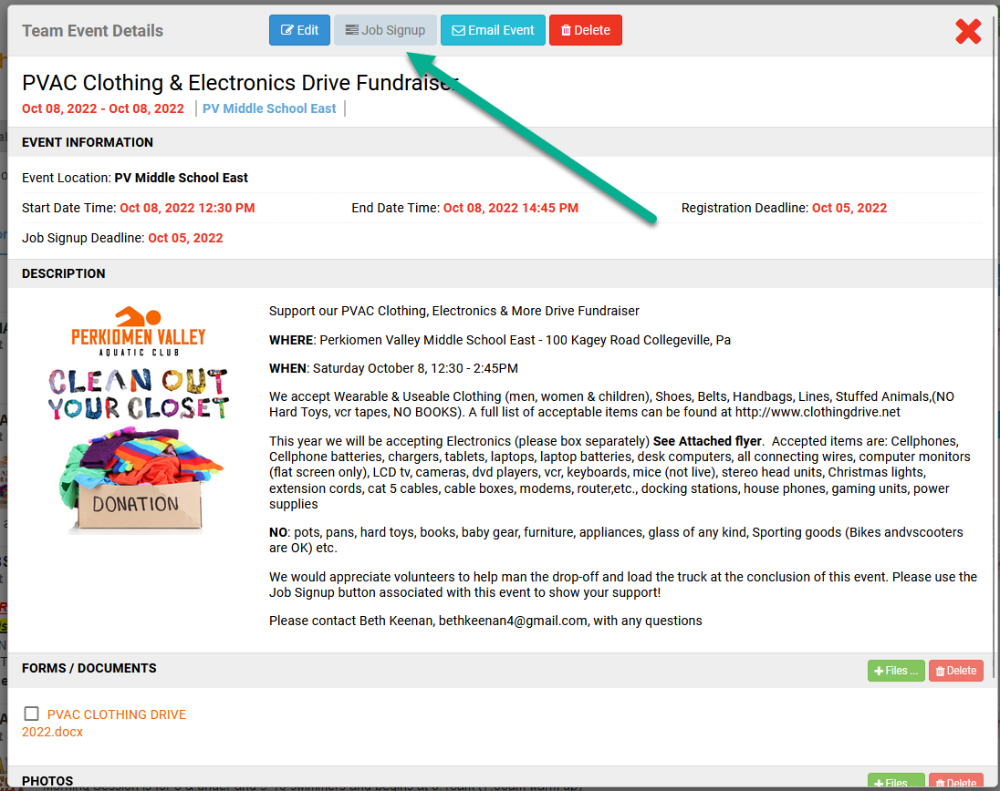 Team Event Details
Edit
Job Signup
Email Event
Delete
PVAC Clothing & Electronics Drive Fundraiser
Oct 08, 2022 - Oct 08, 2022
PV Middle School East
EVENT INFORMATION
Event Location: PV Middle School East
Start Date Time: Oct 08, 2022 12:30 PM
End Date Time: Oct 08, 2022 14:45 PM
Registration Deadline: Oct 05, 2022
Job Signup Deadline: Oct 05, 2022
DESCRIPTION
PERKIOMEN VALLEY
AQUATIC CLUB
CLEAN OUT
YOUR CLOSET
DONATION
Support our PVAC Clothing, Electronics & More Drive Fundraiser
WHERE: Perkiomen Valley Middle School East - 100 Kagey Road Collegeville, Pa
WHEN: Saturday October 8, 12:30 - 2:45PM
We accept Wearable & Useable Clothing (men, women & children), Shoes, Belts, Handbags, Lines, Stuffed Animals,(NO
Hard Toys, vcr tapes, NO BOOKS). A full list of acceptable items can be found at http://www.clothingdrive.net
This year we will be accepting Electronics (please box separately) See Attached flyer.  Accepted items are: Cellphones,
Cellphone batteries, chargers, tablets, laptops, laptop batteries, desk computers, all connecting wires, computer monitors
(flat screen only), LCD tv, cameras, dvd players, vcr, keyboards, mice (not live), stereo head units, Christmas lights,
extension cords, cat 5 cables, cable boxes, modems, router,etc., docking stations, house phones, gaming units, power
supplies
NO: pots, pans, hard toys, books, baby gear, furniture, appliances, glass of any kind, Sporting goods (Bikes andvscooters
are OK) etc.
We would appreciate volunteers to help man the drop-off and load the truck at the conclusion of this event. Please use the
Job Signup button associated with this event to show your support!
Please contact Beth Keenan, bethkeenan4@gmail.com, with any questions
FORMS / DOCUMENTS
Files ...
Delete
PVAC CLOTHING DRIVE
2022.docx
PHOTOS
Files ...
Delete